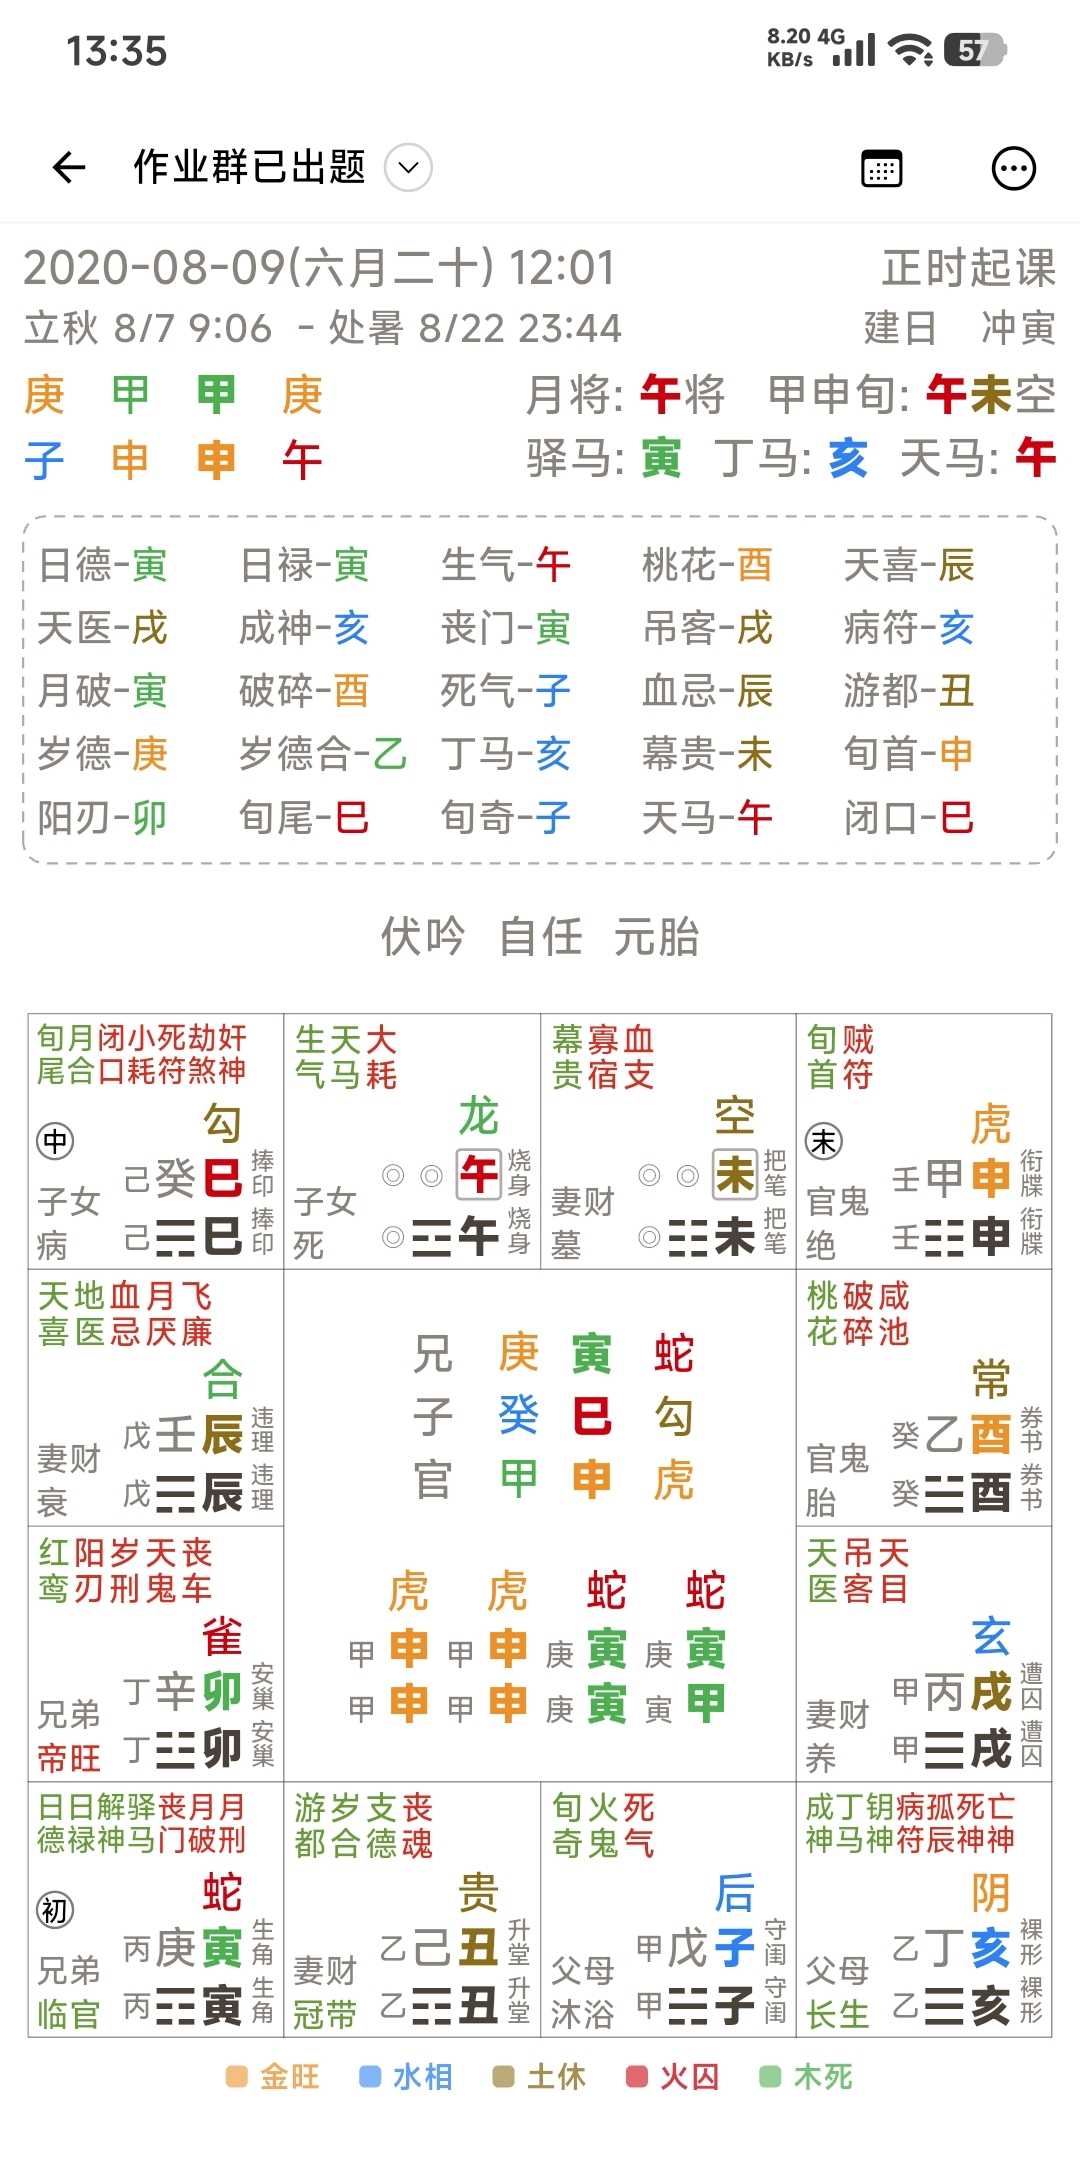 13:35
8.20 4G
KB/s
57
作业群已出题
2020-08-09(六月二十) 12:01 正时起课
立秋 8/7 9:06 - 处暑 8/22 23:44 建日 冲寅
庚 甲 甲 庚 月将: 午将 甲申旬: 午未空
子 申 申 午 驿马: 寅 丁马: 亥 天马: 午
日德-寅 日禄-寅 生气-午 桃花-酉 天喜-辰
天医-戌 成神-亥 丧门-寅 吊客-戌 病符-亥
月破-寅 破碎-酉 死气-子 血忌-辰 游都-丑
岁德-庚 岁德合-乙 丁马-亥 幕贵-未 旬首-申
阳刃-卯 旬尾-巳 旬奇-子 天马-午 闭口-巳
伏吟 自任 元胎
旬月闭小死劫奸
尾合口耗符煞神
勾
中
己癸巳 捧印
子女
病
己 巳 捧印
生天大
气马耗
龙
◎ ◎ 午 烧身
子女
死
◎ 午 烧身
幕寡血
贵宿支
空
◎ ◎ 未 把笔
妻财
墓
◎ 未 把笔
旬贼
首符
虎
末
壬甲申 衔牒
官鬼
绝
壬 申 衔牒
天地血月飞
喜医忌厌廉
合
戊壬辰 违理
妻财
衰
戊 辰 违理
兄 庚 寅 蛇
子 癸 巳 勾
官 甲 申 虎
桃破咸
花碎池
常
癸乙酉 券书
官鬼
胎
癸 酉 券书
红阳岁天丧
鸾刃刑鬼车
雀
丁辛卯 安巢
兄弟
帝旺
丁 卯 安巢
虎 虎 蛇 蛇
甲申 甲申 庚寅 庚寅
甲申 甲申 庚寅 寅甲
天吊天
医客目
玄
甲丙戌 遭囚
妻财
养
甲 戌 遭囚
日日解驿丧月月
德禄神马门破刑
蛇
初
丙庚寅 生角
兄弟
临官
丙 寅 生角
游岁支丧
都合德魂
贵
乙己丑 升堂
妻财
冠带
乙 丑 升堂
旬火死
奇鬼气
后
甲戊子 守闺
父母
沐浴
甲 子 守闺
成丁钥病孤死亡
神马神符辰神神
阴
乙丁亥 裸形
父母
长生
乙 亥 裸形
金旺 水相 土休 火囚 木死